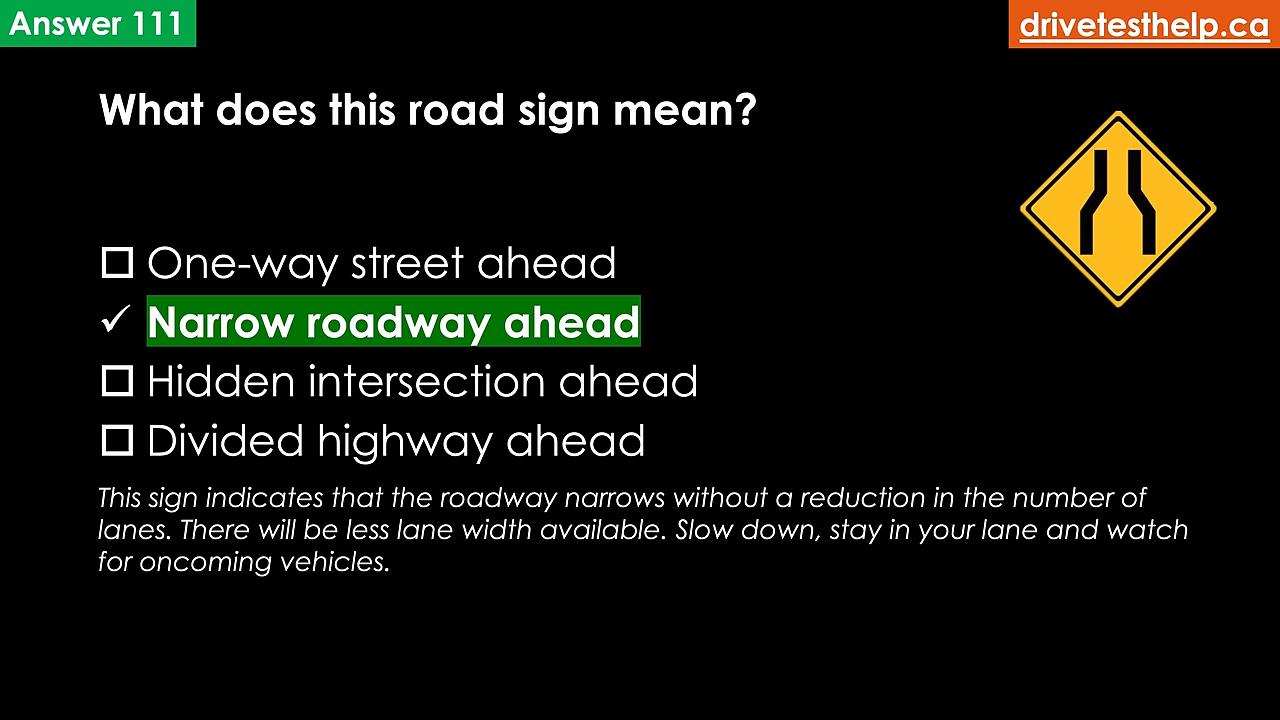 Answer 111
drivetesthelp.ca
What does this road sign mean?
One-way street ahead
Narrow roadway ahead
Hidden intersection ahead
Divided highway ahead
This sign indicates that the roadway narrows without a reduction in the number of
lanes. There will be less lane width available. Slow down, stay in your lane and watch
for oncoming vehicles.